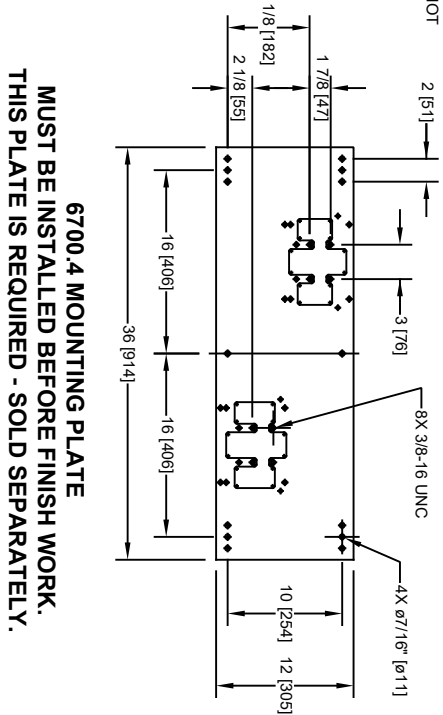 IOT
2 [51]
1/8 [182]
1 7/8 [47]
2 1/8 [55]
3 [76]
8X 3/8-16 UNC
4X ø7/16" [ø11]
16 [406]
16 [406]
36 [914]
10 [254]
12 [305]
6700.4 MOUNTING PLATE
MUST BE INSTALLED BEFORE FINISH WORK.
THIS PLATE IS REQUIRED - SOLD SEPARATELY.